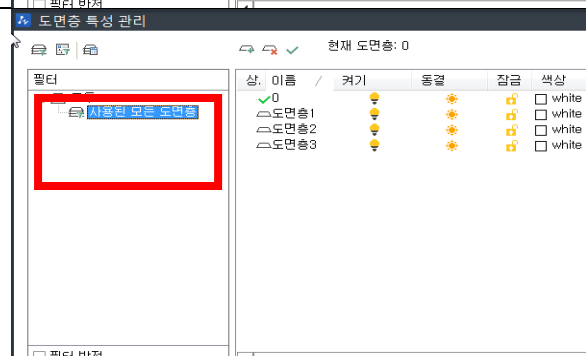 필터 반전
도면층 특성 관리
현재 도면층: 0
필터
상. 이름 / 켜기 동결 잠금 색상
0 white
사용된 모든 도면층
도면층1 white
도면층2 white
도면층3 white
필터 반전